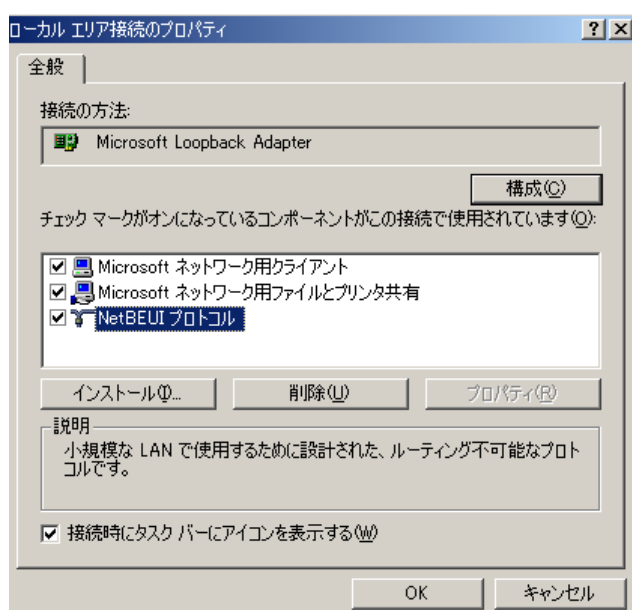 ローカル エリア接続のプロパティ
全般
接続の方法:
Microsoft Loopback Adapter
構成(C)
チェック マークがオンになっているコンポーネントがこの接続で使用されています(O):
Microsoft ネットワーク用クライアント
Microsoft ネットワーク用ファイルとプリンタ共有
NetBEUI プロトコル
インストール(I)...
削除(U)
プロパティ(R)
説明
小規模な LAN で使用するために設計された、ルーティング不可能なプロト
コルです。
接続時にタスク バーにアイコンを表示する(W)
OK
キャンセル